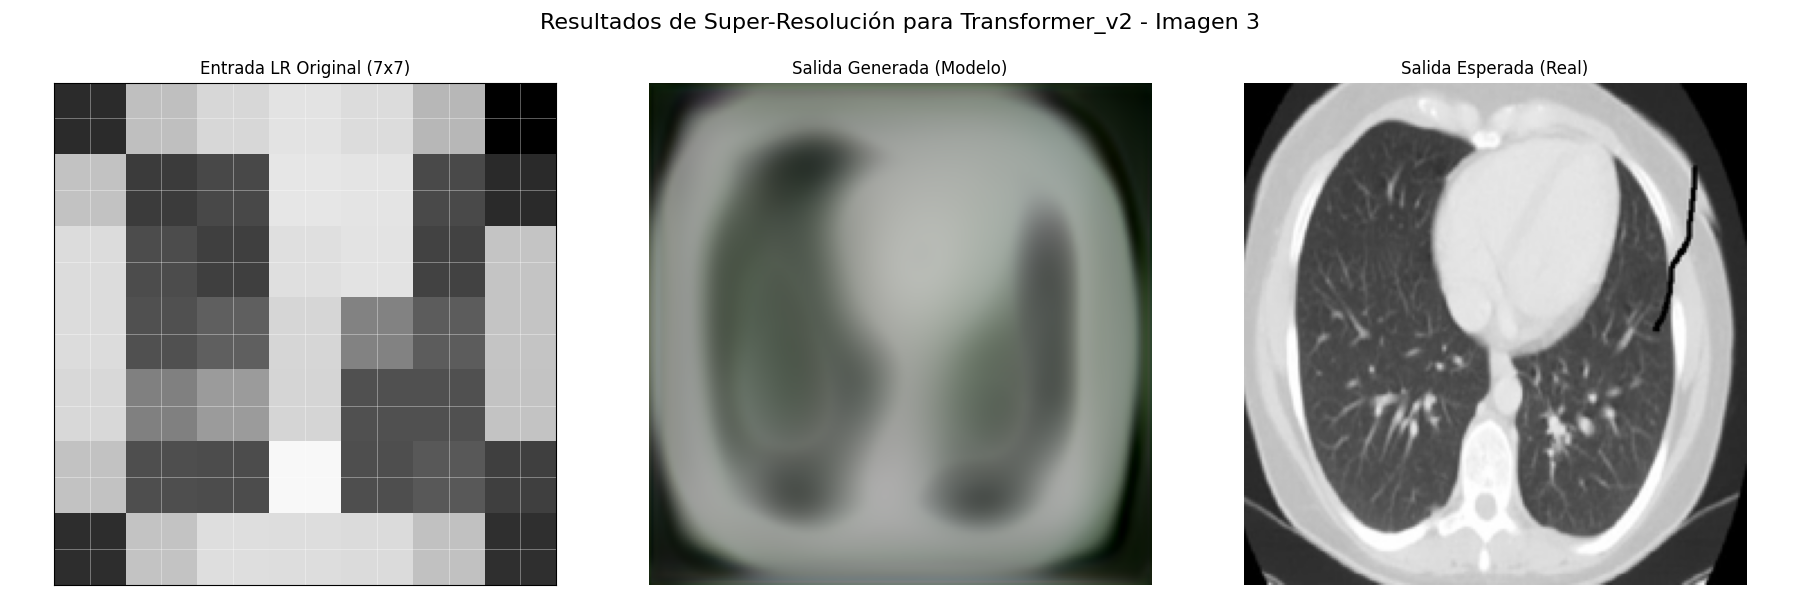 Resultados de Super-Resolución para Transformer_v2 - Imagen 3
Entrada LR Original (7x7)
Salida Generada (Modelo)
Salida Esperada (Real)